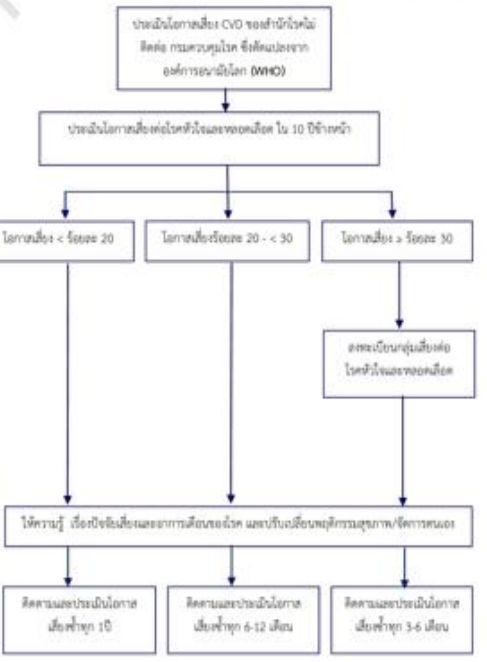 ประเมินโอกาสเสี่ยง CVD ของสำนักโรคไม่
ติดต่อ กรมควบคุมโรค ซึ่งดัดแปลงจาก
องค์การอนามัยโลก (WHO)
ประเมินโอกาสเสี่ยงต่อโรคหัวใจและหลอดเลือด ใน 10 ปีข้างหน้า
โอกาสเสี่ยง < ร้อยละ 20
โอกาสเสี่ยงร้อยละ 20 - < 30
โอกาสเสี่ยง ≥ ร้อยละ 30
ลงทะเบียนกลุ่มเสี่ยงต่อ
โรคหัวใจและหลอดเลือด
ให้ความรู้ เรื่องปัจจัยเสี่ยงและอาการเตือนของโรค และปรับเปลี่ยนพฤติกรรมสุขภาพ/จัดการตนเอง
ติดตามและประเมินโอกาส
เสี่ยงซ้ำทุก 1ปี
ติดตามและประเมินโอกาส
เสี่ยงซ้ำทุก 6-12 เดือน
ติดตามและประเมินโอกาส
เสี่ยงซ้ำทุก 3-6 เดือน